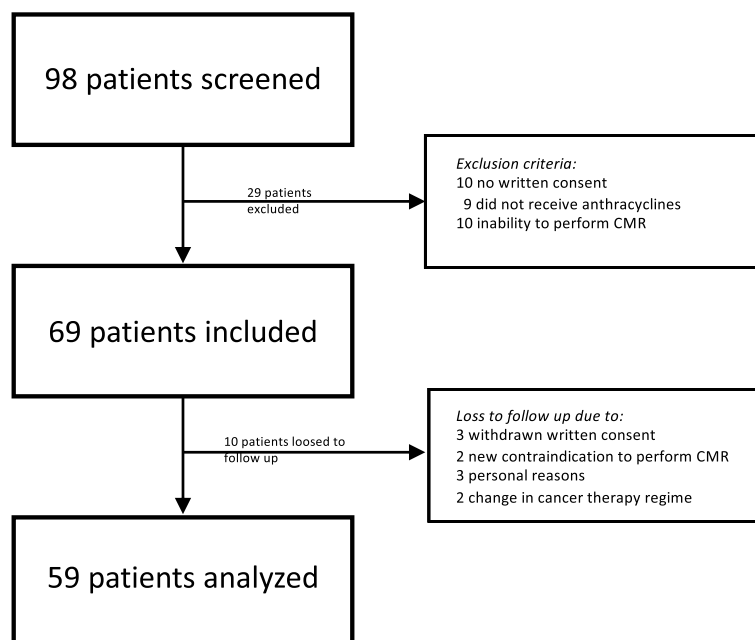 98 patients screened
29 patients
excluded
Exclusion criteria:
10 no written consent
9 did not receive anthracyclines
10 inability to perform CMR
69 patients included
10 patients loosed to
follow up
Loss to follow up due to:
3 withdrawn written consent
2 new contraindication to perform CMR
3 personal reasons
2 change in cancer therapy regime
59 patients analyzed